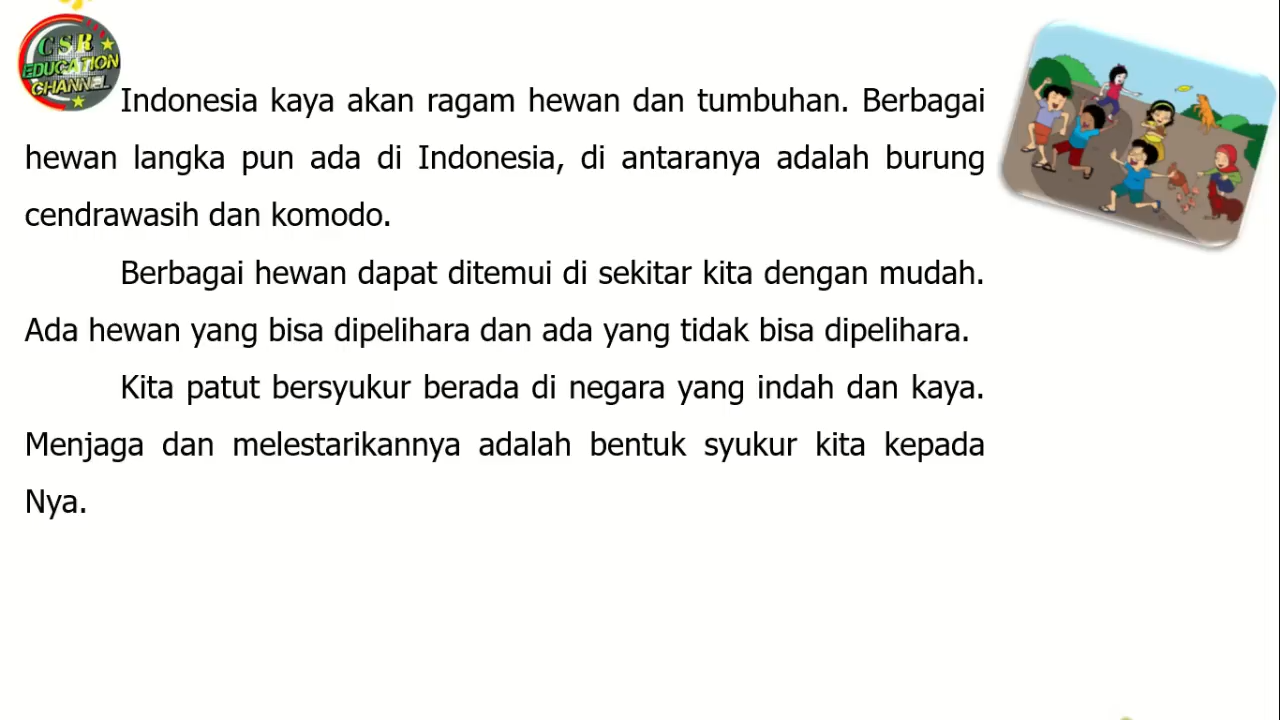 CSR
EDUCATION
CHANNEL
Indonesia kaya akan ragam hewan dan tumbuhan. Berbagai
hewan langka pun ada di Indonesia, di antaranya adalah burung
cendrawasih dan komodo.
Berbagai hewan dapat ditemui di sekitar kita dengan mudah.
Ada hewan yang bisa dipelihara dan ada yang tidak bisa dipelihara.
Kita patut bersyukur berada di negara yang indah dan kaya.
Menjaga dan melestarikannya adalah bentuk syukur kita kepada
Nya.